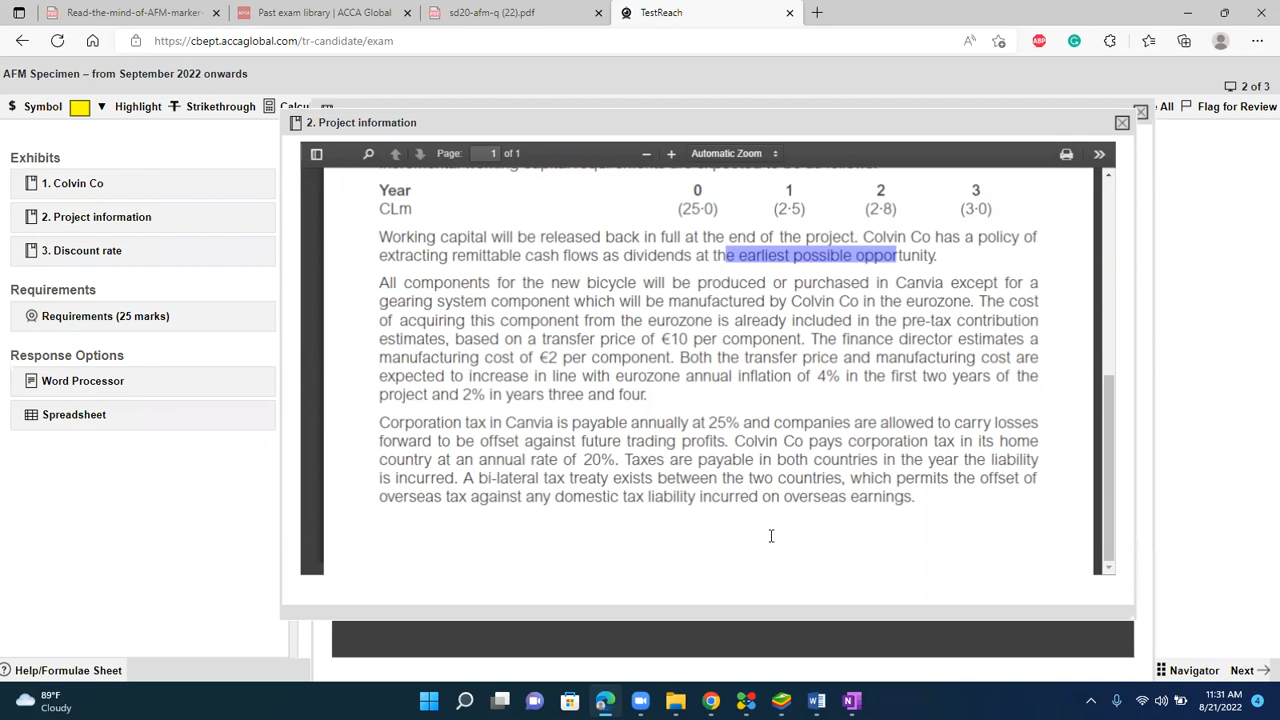 Read-the-mind-of-AFM-marker-
Past exam library | ACCA Global
sd20-afm-q (22).pdf
TestReach
https://cbept.accaglobal.com/tr-candidate/exam
AFM Specimen – from September 2022 onwards
2 of 3
$ Symbol
Highlight
Strikethrough
Calcu
All
Flag for Review
2. Project information
Page: 1 of 1
Automatic Zoom
Exhibits
1. Colvin Co
2. Project information
3. Discount rate
Requirements
Requirements (25 marks)
Response Options
Word Processor
Spreadsheet
Year 0 1 2 3
CLm (25·0) (2·5) (2·8) (3·0)
Working capital will be released back in full at the end of the project. Colvin Co has a policy of
extracting remittable cash flows as dividends at the earliest possible opportunity.
All components for the new bicycle will be produced or purchased in Canvia except for a
gearing system component which will be manufactured by Colvin Co in the eurozone. The cost
of acquiring this component from the eurozone is already included in the pre-tax contribution
estimates, based on a transfer price of €10 per component. The finance director estimates a
manufacturing cost of €2 per component. Both the transfer price and manufacturing cost are
expected to increase in line with eurozone annual inflation of 4% in the first two years of the
project and 2% in years three and four.
Corporation tax in Canvia is payable annually at 25% and companies are allowed to carry losses
forward to be offset against future trading profits. Colvin Co pays corporation tax in its home
country at an annual rate of 20%. Taxes are payable in both countries in the year the liability
is incurred. A bi-lateral tax treaty exists between the two countries, which permits the offset of
overseas tax against any domestic tax liability incurred on overseas earnings.
Help/Formulae Sheet
Navigator
Next
89°F
Cloudy
11:31 AM
8/21/2022
4